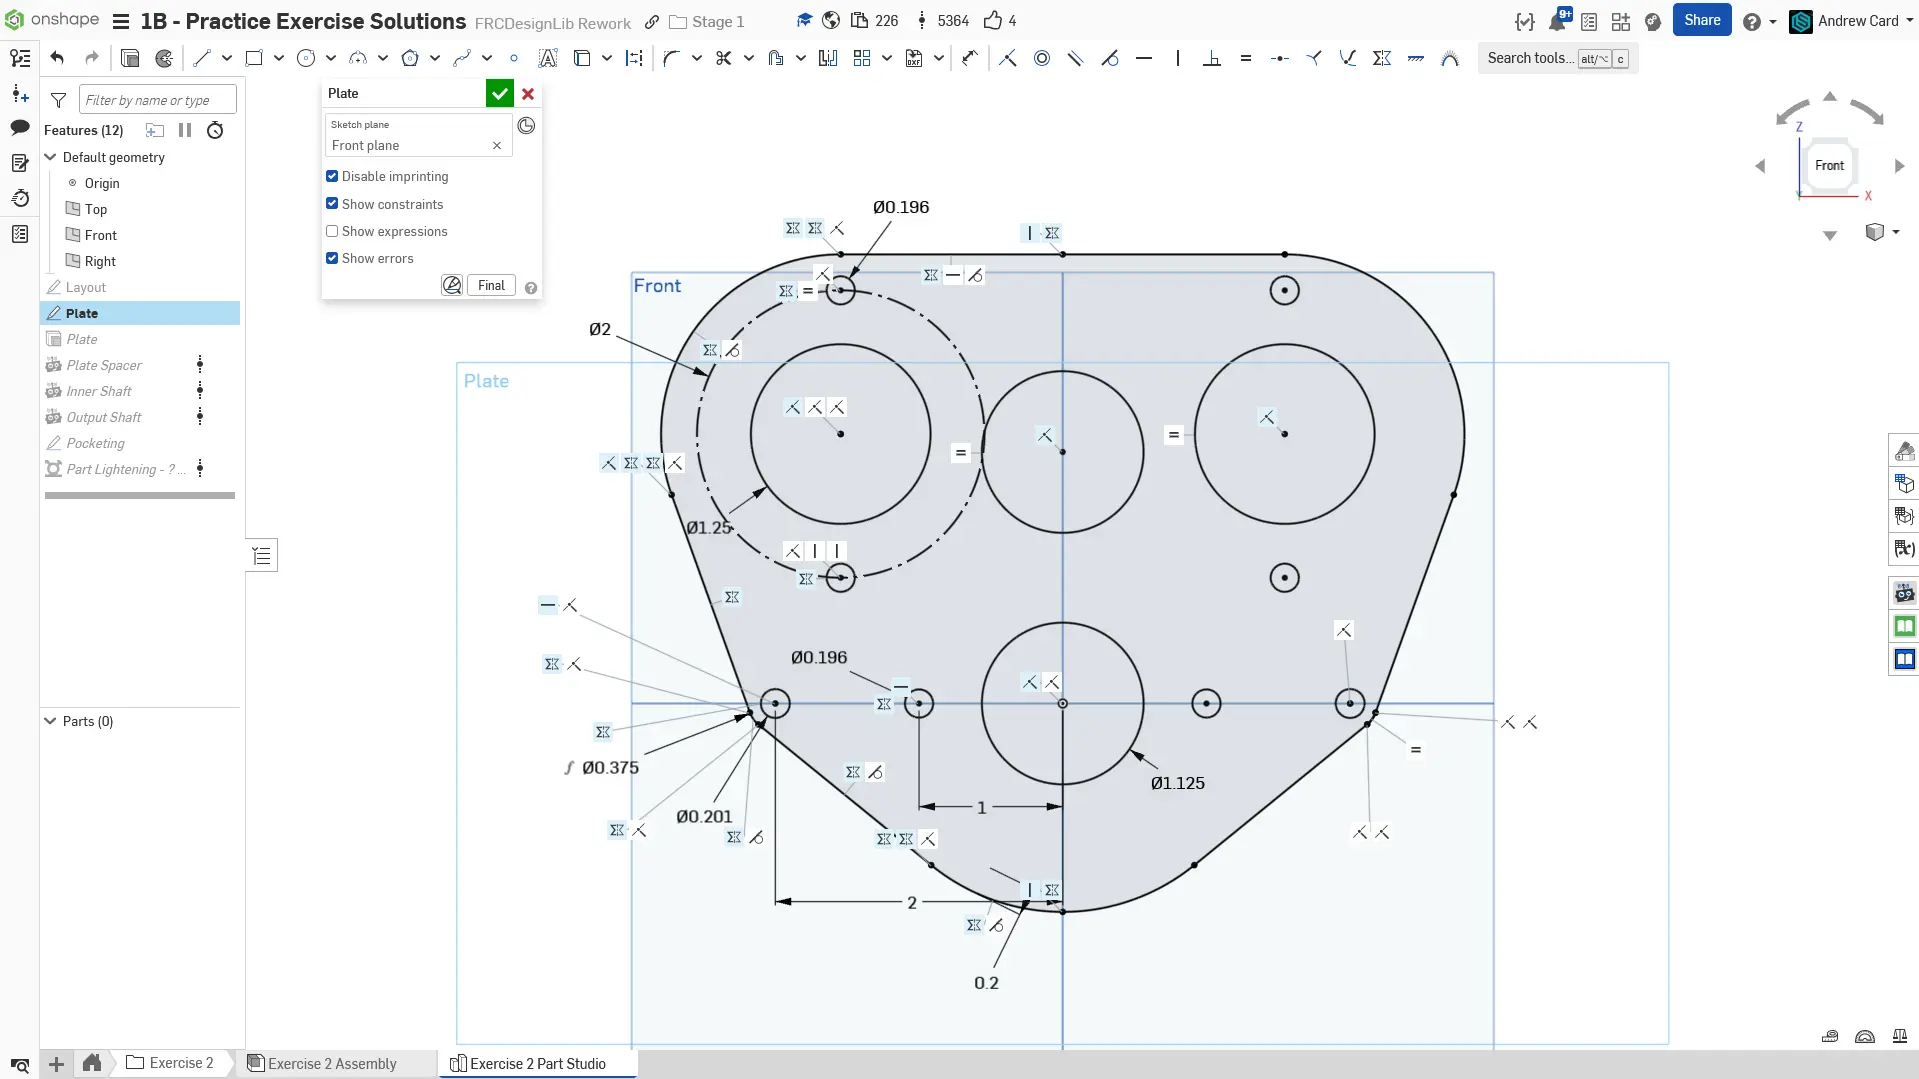 onshape
1B - Practice Exercise Solutions
FRCDesignLib Rework
Stage 1
226
5364
4
9+
Share
Andrew Card
Search tools... alt/⌥ c
Filter by name or type
Features (12)
Default geometry
Origin
Top
Front
Right
Layout
Plate
Plate
Plate Spacer
Inner Shaft
Output Shaft
Pocketing
Part Lightening - ? ...
Parts (0)
Plate
Sketch plane
Front plane
Disable imprinting
Show constraints
Show expressions
Show errors
Final
Front
Z
X
Y
Front
Plate
Ø0.196
Ø2
Ø1.25
Ø0.196
Ø0.375
Ø0.201
Ø1.125
1
2
0.2
Exercise 2
Exercise 2 Assembly
Exercise 2 Part Studio